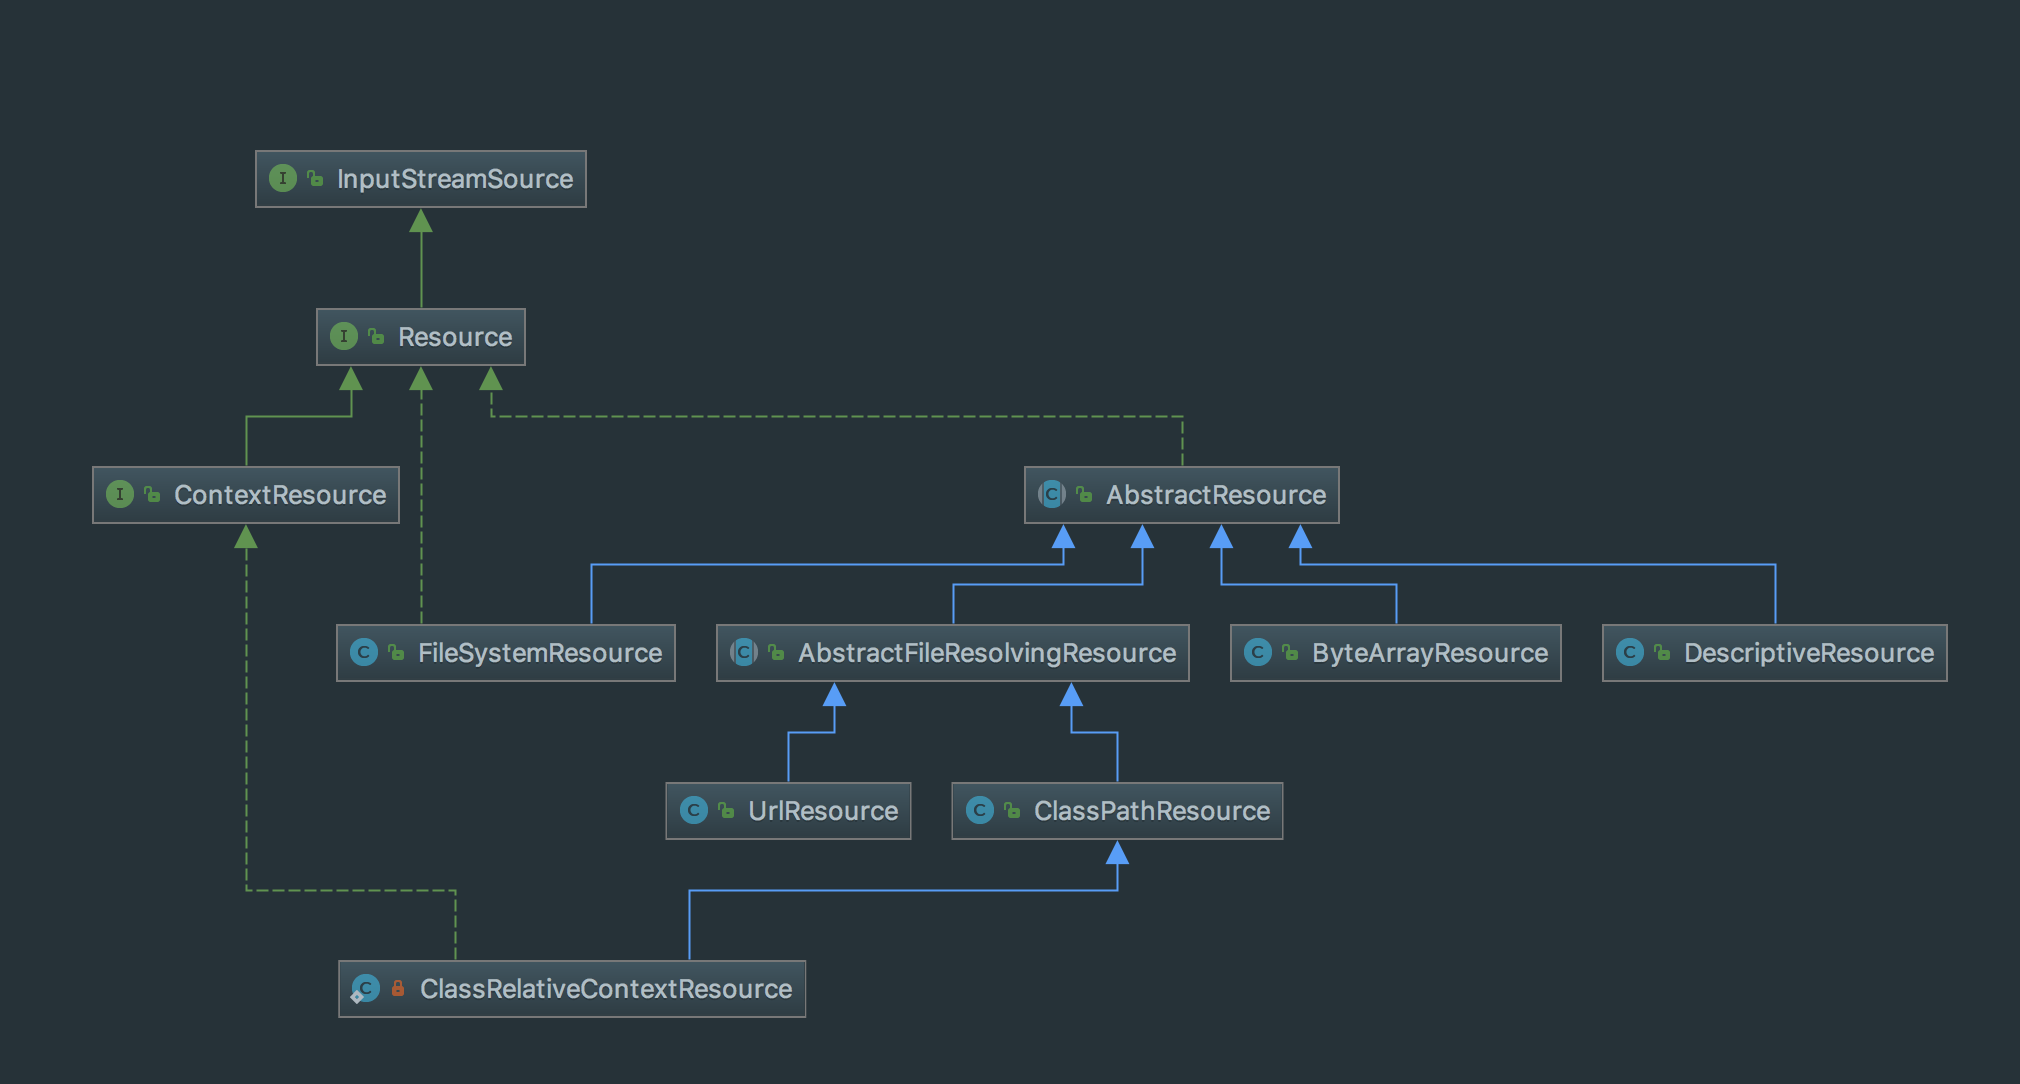 I InputStreamSource
I Resource
I ContextResource
C AbstractResource
C FileSystemResource
C AbstractFileResolvingResource
C ByteArrayResource
C DescriptiveResource
C UrlResource
C ClassPathResource
C ClassRelativeContextResource